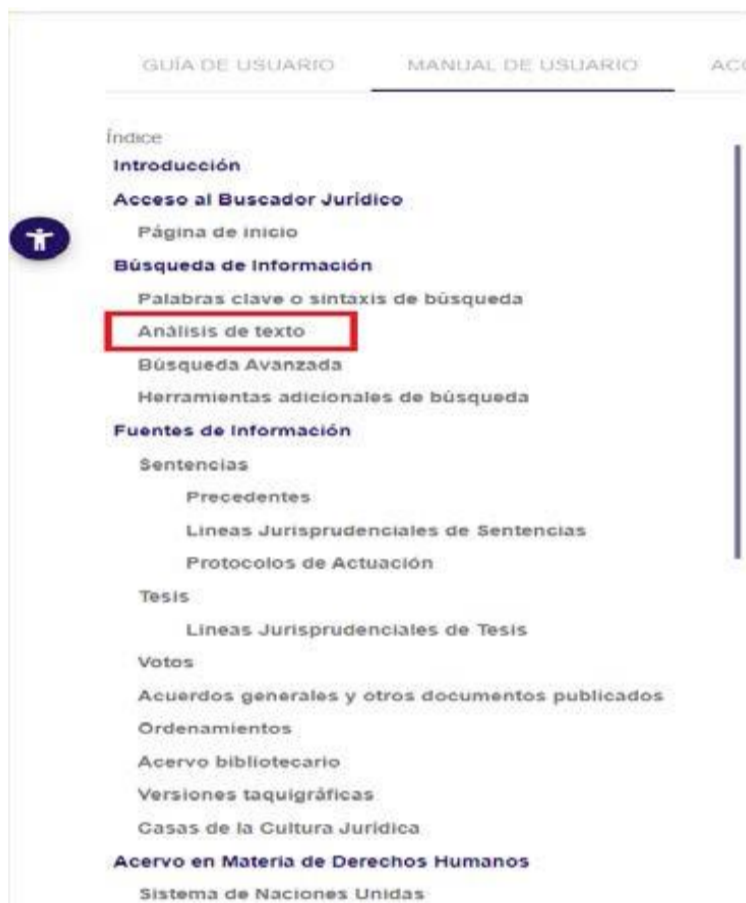 GUÍA DE USUARIO MANUAL DE USUARIO
Índice
Introducción
Acceso al Buscador Jurídico
Página de inicio
Búsqueda de Información
Palabras clave o sintaxis de búsqueda
Análisis de texto
Búsqueda Avanzada
Herramientas adicionales de búsqueda
Fuentes de Información
Sentencias
Precedentes
Lineas Jurisprudenciales de Sentencias
Protocolos de Actuación
Tesis
Lineas Jurisprudenciales de Tesis
Votos
Acuerdos generales y otros documentos publicados
Ordenamientos
Acervo bibliotecario
Versiones taquigráficas
Casas de la Cultura Jurídica
Acervo en Materia de Derechos Humanos
Sistema de Naciones Unidas